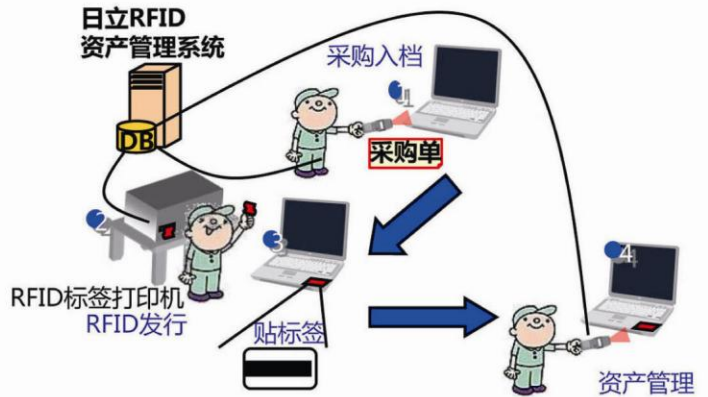 日立RFID
资产管理系统
采购入档
1
DB
采购单
2
3
4
RFID标签打印机
RFID发行
贴标签
资产管理